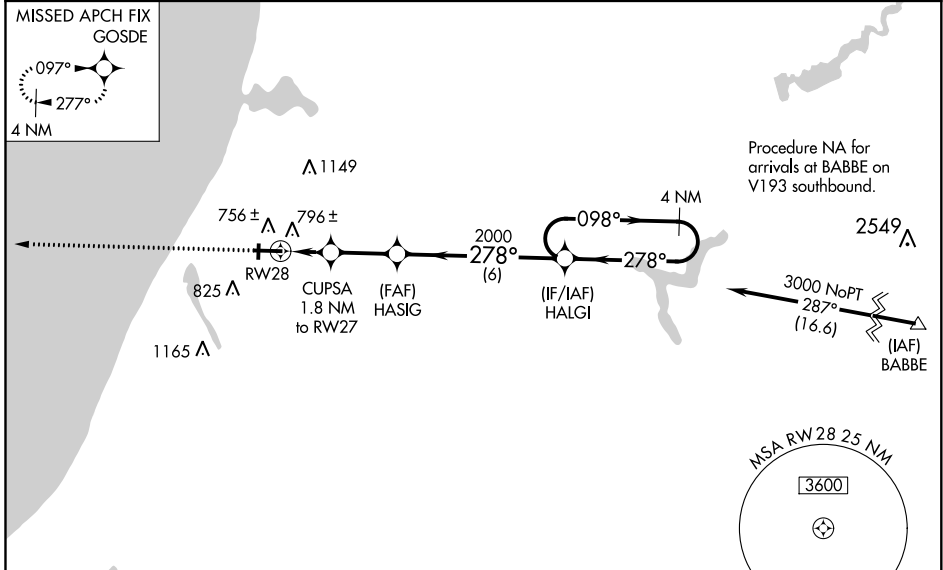 MISSED APCH FIX
GOSDE
097°
277°
4 NM
1149
Procedure NA for
arrivals at BABBE on
V193 southbound.
756 ±
796 ±
4 NM
098°
2549
2000
278°
(6)
278°
RW28
825
CUPSA
1.8 NM
to RW27
(FAF)
HASIG
(IF/IAF)
HALGI
3000 NoPT
287°
(16.6)
(IAF)
BABBE
1165
MSA RW 28 25 NM
3600